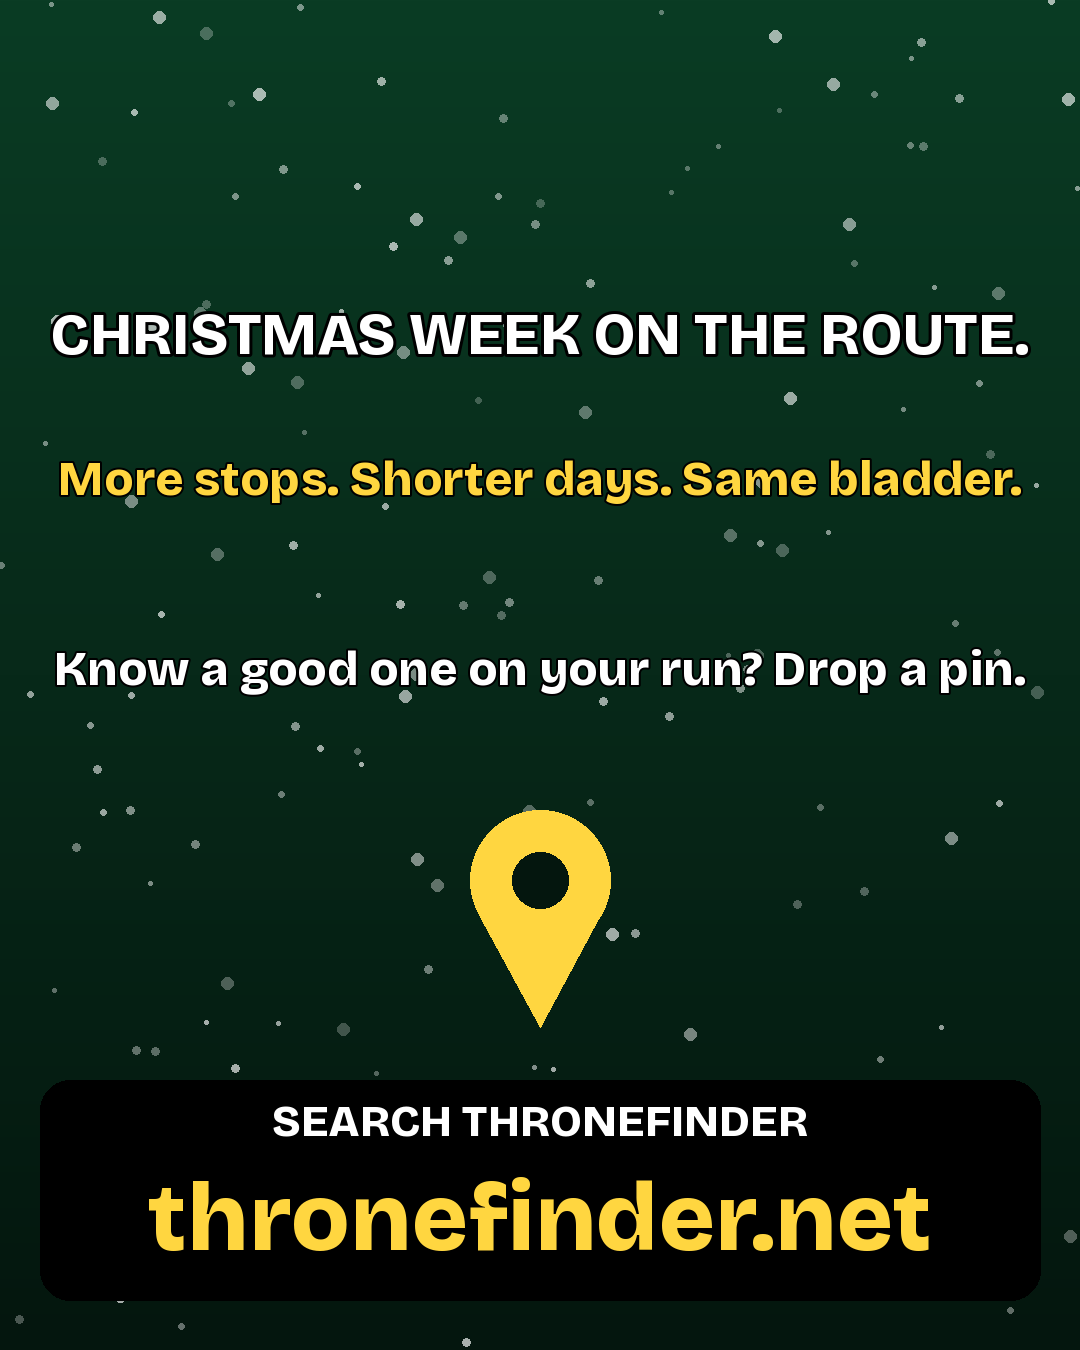 CHRISTMAS WEEK ON THE ROUTE.
More stops. Shorter days. Same bladder.
Know a good one on your run? Drop a pin.
SEARCH THRONEFINDER
thronefinder.net